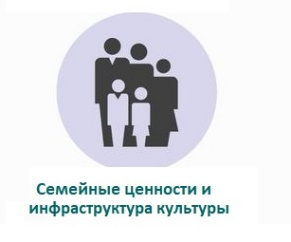 Семейные ценности и
инфраструктура культуры